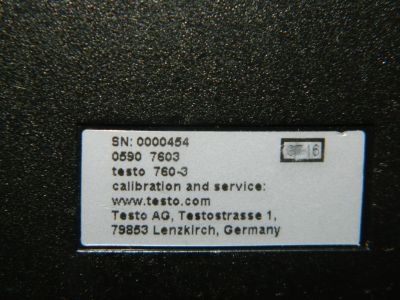 SN: 0000454
0590 7603
testo 760-3
calibration and service:
www.testo.com
Testo AG, Testostrasse 1,
79853 Lenzkirch, Germany